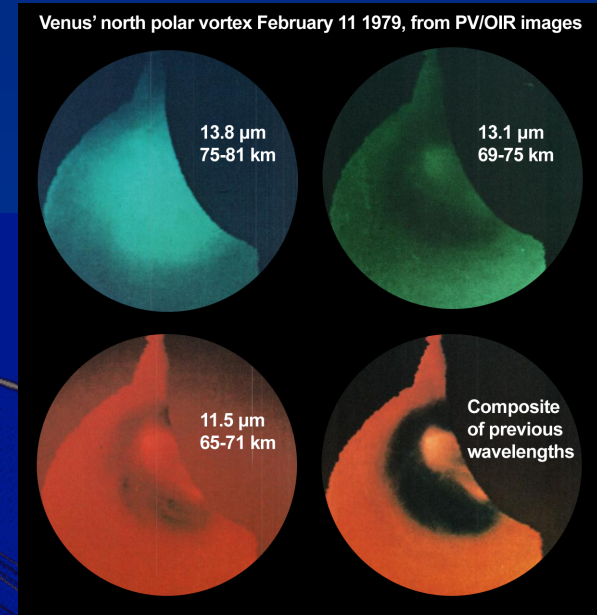 Venus' north polar vortex February 11 1979, from PV/OIR images
13.8 µm
75-81 km
13.1 µm
69-75 km
11.5 µm
65-71 km
Composite
of previous
wavelengths